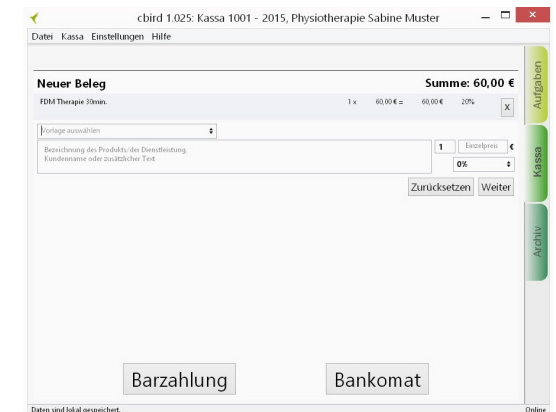 cbird 1.025: Kassa 1001 - 2015, Physiotherapie Sabine Muster
Datei Kassa Einstellungen Hilfe
Neuer Beleg Summe: 60,00 €
FDM Therapie 30min. 1 x 60,00 € = 60,00 € 20% X
Vorlage auswählen
Bezeichnung des Produkts/der Dienstleistung, 1 Einzelpreis €
Kundenname oder zusätzlicher Text
0%
Zurücksetzen Weiter
Aufgaben
Kassa
Archiv
Barzahlung Bankomat
Daten sind lokal gespeichert. Online